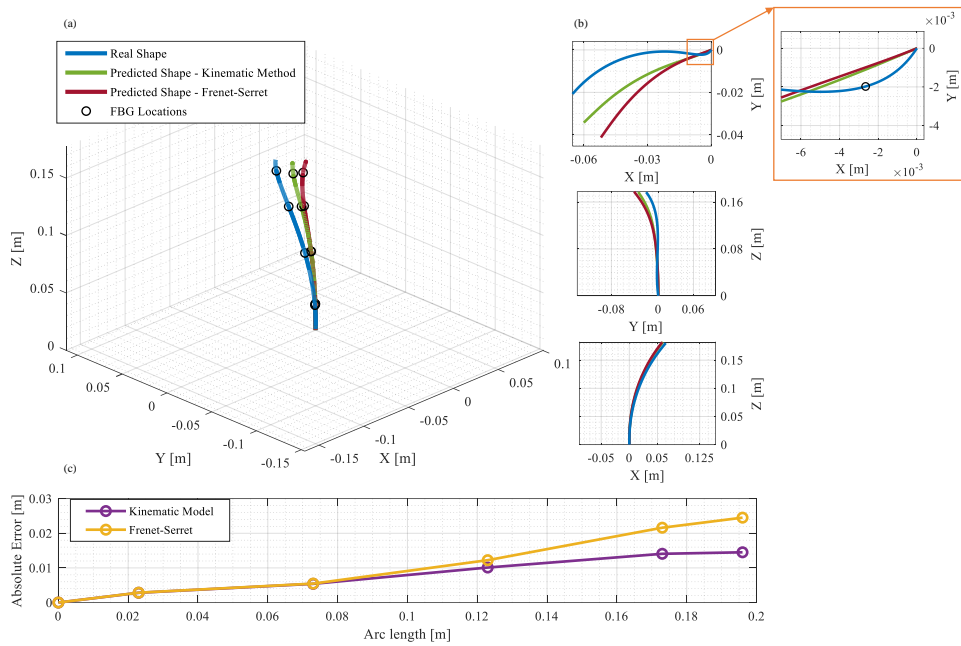 (a)
Real Shape
Predicted Shape - Kinematic Method
Predicted Shape - Frenet-Serret
FBG Locations
0.15
0.1
0.05
0
Z [m]
0.1
0.05
0
-0.05
-0.1
-0.15
Y [m]
-0.15
-0.1
-0.05
0
0.05
0.1
X [m]
(b)
0
-0.02
-0.04
Y [m]
-0.06
-0.03
0
X [m]
×10⁻³
0
-2
-4
Y [m]
-6
-4
-2
0
X [m]
×10⁻³
0.16
0.08
0
Z [m]
-0.08
0
0.06
Y [m]
0.15
0.1
0.05
0
Z [m]
-0.05
0
0.05
0.125
X [m]
(c)
Kinematic Model
Frenet-Serret
0.03
0.02
0.01
0
Absolute Error [m]
0
0.02
0.04
0.06
0.08
0.1
0.12
0.14
0.16
0.18
0.2
Arc length [m]